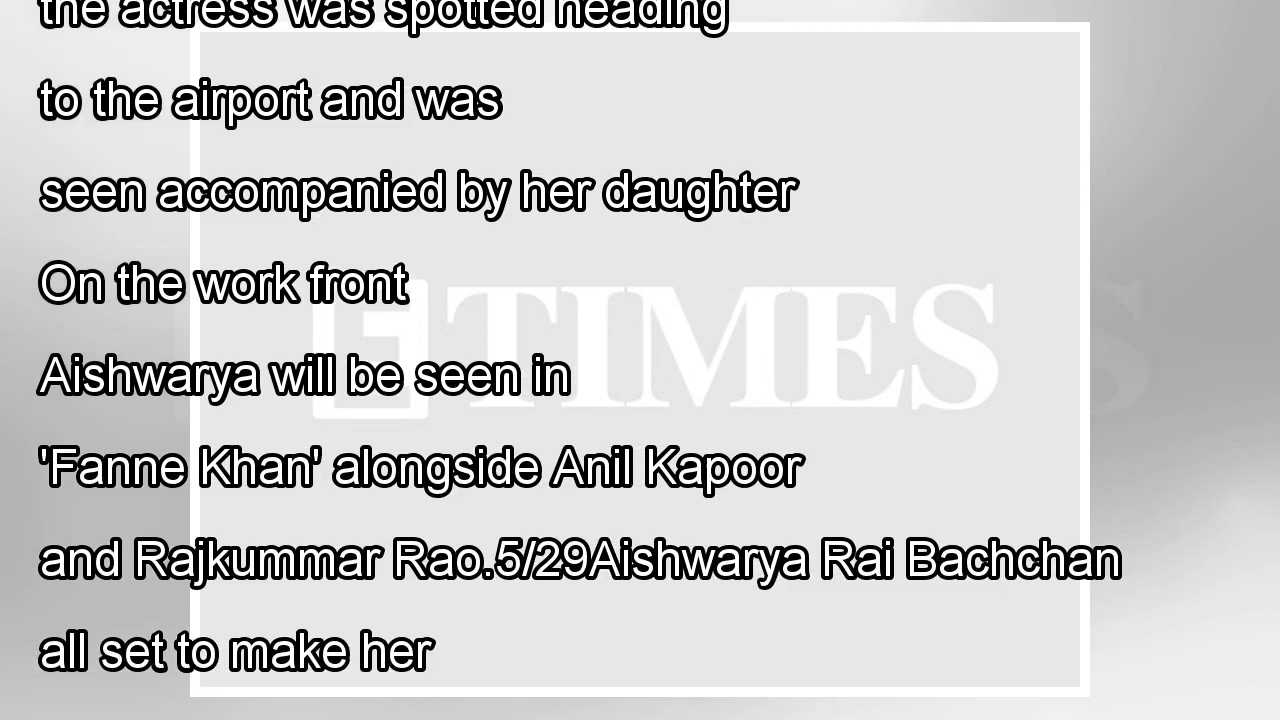 the actress was spotted heading
to the airport and was
seen accompanied by her daughter
On the work front
TIMES
Aishwarya will be seen in
'Fanne Khan' alongside Anil Kapoor
and Rajkummar Rao.5/29Aishwarya Rai Bachchan
all set to make her